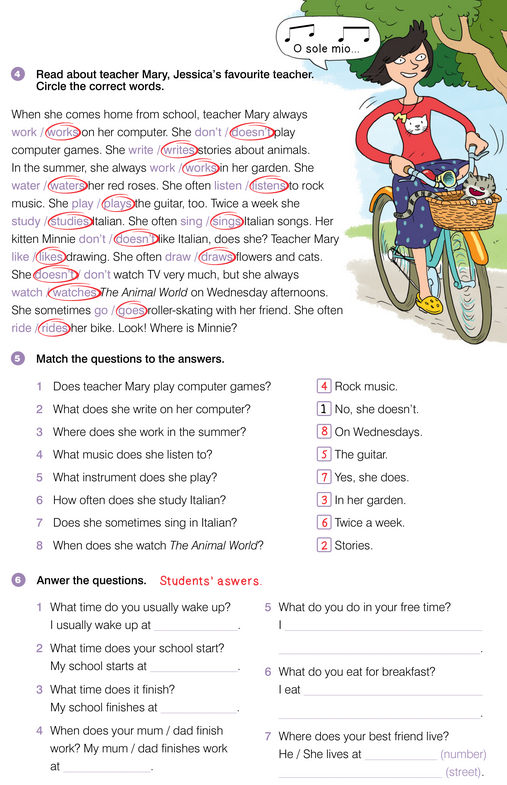 O sole mio...
4 Read about teacher Mary, Jessica's favourite teacher.
Circle the correct words.
When she comes home from school, teacher Mary always
work / works on her computer. She don't / doesn't play
computer games. She write / writes stories about animals.
In the summer, she always work / works in her garden. She
water / waters her red roses. She often listen / listens to rock
music. She play / plays the guitar, too. Twice a week she
study / studies Italian. She often sing / sings Italian songs. Her
kitten Minnie don't / doesn't like Italian, does she? Teacher Mary
like / likes drawing. She often draw / draws flowers and cats.
She doesn't / don't watch TV very much, but she always
watch / watches The Animal World on Wednesday afternoons.
She sometimes go / goes roller-skating with her friend. She often
ride / rides her bike. Look! Where is Minnie?
5 Match the questions to the answers.
1 Does teacher Mary play computer games? 4 Rock music.
2 What does she write on her computer? 1 No, she doesn't.
3 Where does she work in the summer? 8 On Wednesdays.
4 What music does she listen to? 5 The guitar.
5 What instrument does she play? 7 Yes, she does.
6 How often does she study Italian? 3 In her garden.
7 Does she sometimes sing in Italian? 6 Twice a week.
8 When does she watch The Animal World? 2 Stories.
6 Anwer the questions. Students' aswers.
1 What time do you usually wake up?
I usually wake up at ____.
2 What time does your school start?
My school starts at ____.
3 What time does it finish?
My school finishes at ____.
4 When does your mum / dad finish
work? My mum / dad finishes work
at ____.
5 What do you do in your free time?
I ____
____.
6 What do you eat for breakfast?
I eat ____
____.
7 Where does your best friend live?
He / She lives at ____ (number)
____ (street).